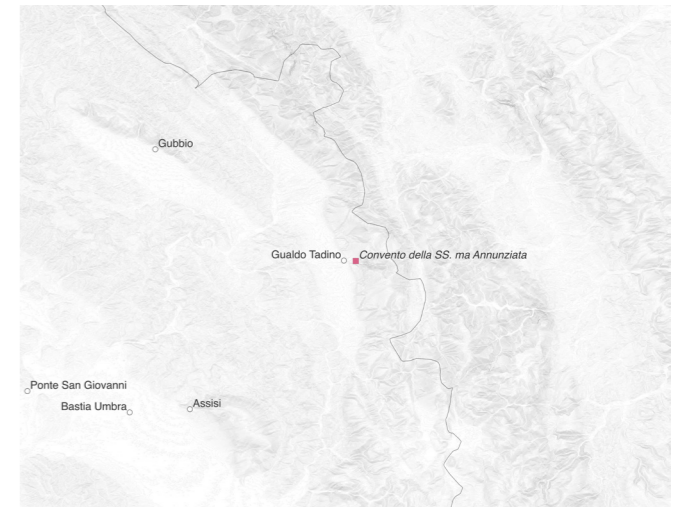 Gubbio
Gualdo Tadino
Convento della SS. ma Annunziata
Ponte San Giovanni
Bastia Umbra
Assisi